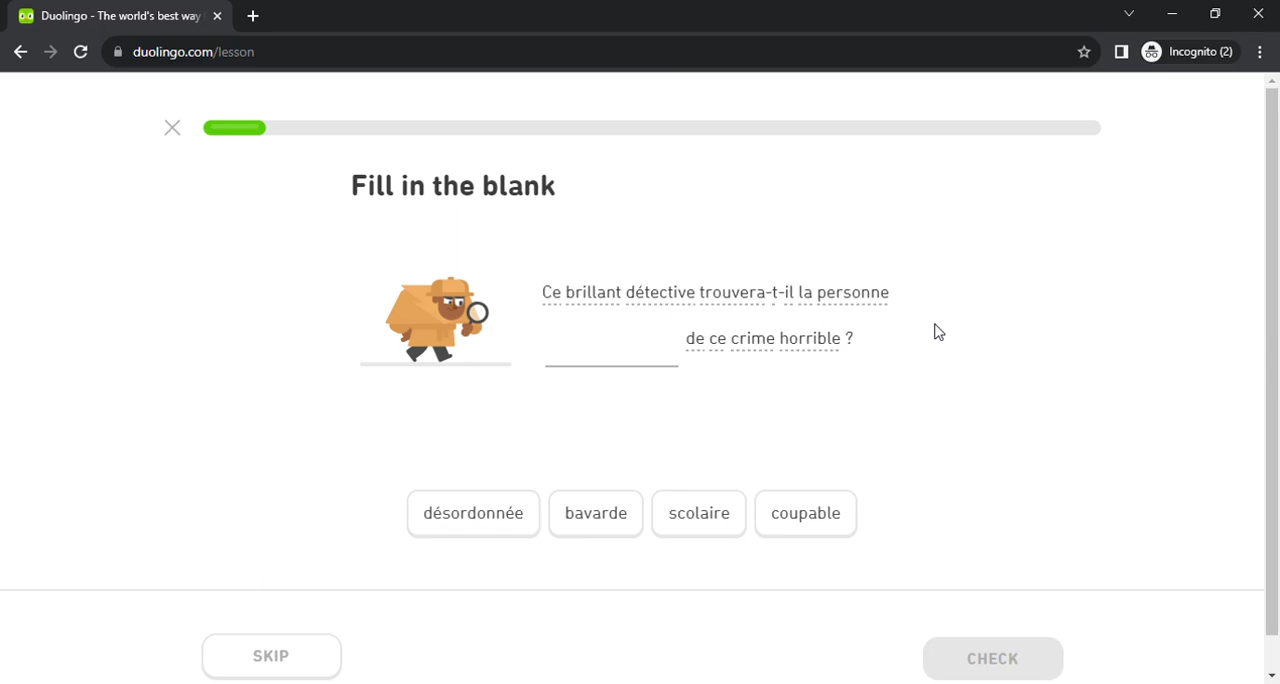 Duolingo - The world's best way
duolingo.com/lesson
Incognito (2)
Fill in the blank
Ce brillant détective trouvera-t-il la personne
de ce crime horrible ?
désordonnée bavarde scolaire coupable
SKIP CHECK